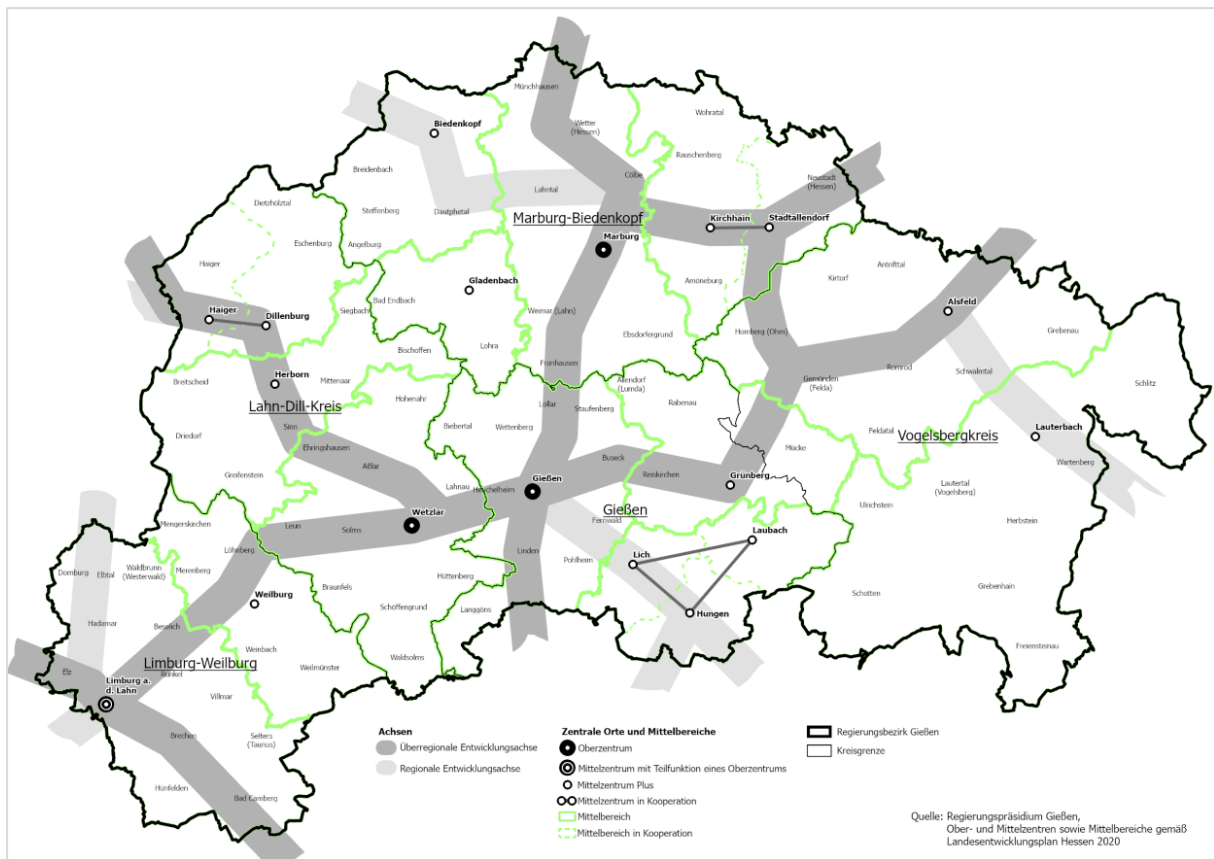 Münchhausen
Wohratal
Biedenkopf
Wetter
(Hessen)
Rauschenberg
Breidenbach
Cölbe
Neustadt
(Hessen)
Lahntal
Dietzhölztal
Steffenberg
Dautphetal
Marburg-Biedenkopf
Kirchhain
Stadtallendorf
Marburg
Eschenburg
Angelburg
Haiger
Antrifttal
Kirtorf
Amöneburg
Gladenbach
Bad Endbach
Alsfeld
Haiger
Siegbach
Weimar (Lahn)
Dillenburg
Ebsdorfergrund
Homberg (Ohm)
Grebenau
Bischoffen
Lohra
Fronhausen
Romrod
Schwalmtal
Herborn
Mittenaar
Breitscheid
Allendorf
(Lumda)
Gemünden
(Felda)
Schlitz
Hohenahr
Lollar
Staufenberg
Rabenau
Lahn-Dill-Kreis
Sinn
Biebertal
Wettenberg
Feldatal
Vogelsbergkreis
Lauterbach
Driedorf
Ehringshausen
Mücke
Wartenberg
Buseck
Aßlar
Reiskirchen
Greifenstein
Gießen
Grünberg
Lautertal
(Vogelsberg)
Lahnau
Heuchelheim
Ulrichstein
Wetzlar
Gießen
Herbstein
Mengerskirchen
Leun
Solms
Fernwald
Laubach
Löhnberg
Linden
Pohlheim
Lich
Waldbrunn
(Westerwald)
Merenberg
Dornburg
Elbtal
Hüttenberg
Braunfels
Grebenhain
Weilburg
Schöffengrund
Langgöns
Schotten
Hungen
Hadamar
Beselich
Weinbach
Waldsolms
Freiensteinau
Limburg-Weilburg
Weilmünster
Elz
Runkel
Limburg a.
d. Lahn
Villmar
Brechen
Selters
(Taunus)
Hünfelden
Bad Camberg
Achsen
Überregionale Entwicklungsachse
Regionale Entwicklungsachse
Zentrale Orte und Mittelbereiche
Oberzentrum
Mittelzentrum mit Teilfunktion eines Oberzentrums
Mittelzentrum Plus
Mittelzentrum in Kooperation
Mittelbereich
Mittelbereich in Kooperation
Regierungsbezirk Gießen
Kreisgrenze
Quelle: Regierungspräsidium Gießen,
Ober- und Mittelzentren sowie Mittelbereiche gemäß
Landesentwicklungsplan Hessen 2020